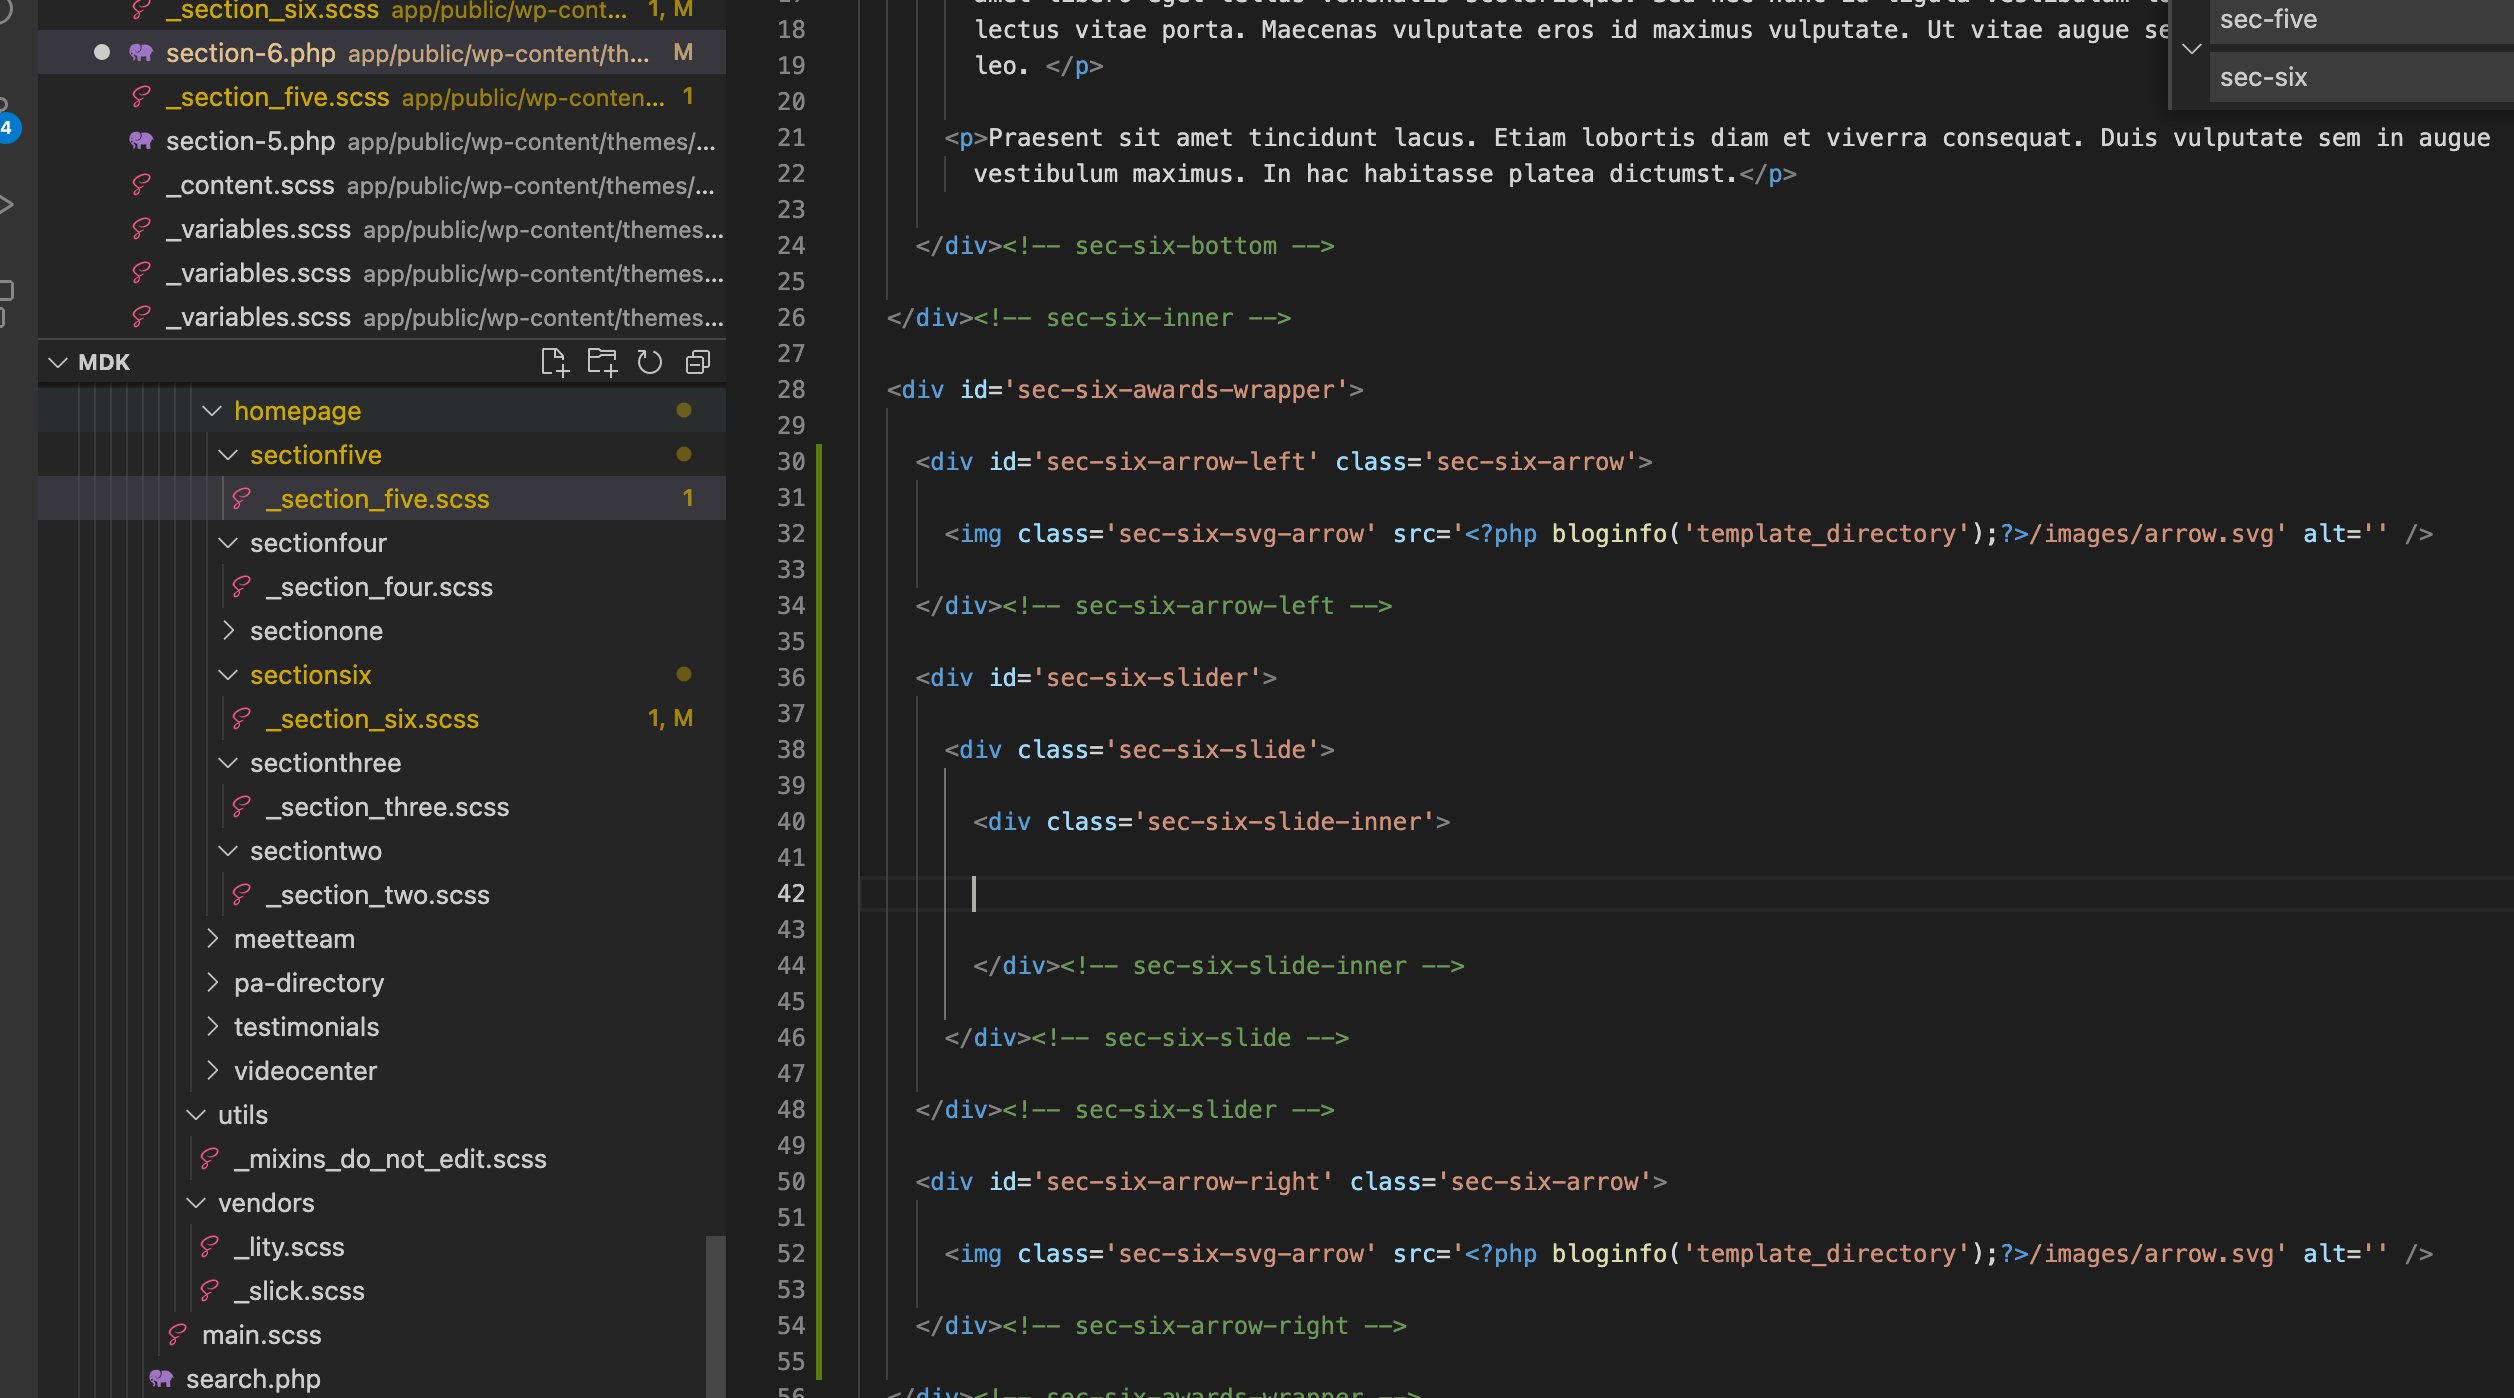 _section_six.scss app/public/wp-cont... 1, M
section-6.php app/public/wp-content/th... M
_section_five.scss app/public/wp-conten... 1
4
section-5.php app/public/wp-content/themes/...
_content.scss app/public/wp-content/themes/...
_variables.scss app/public/wp-content/themes...
_variables.scss app/public/wp-content/themes...
_variables.scss app/public/wp-content/themes...
MDK
homepage
sectionfive
_section_five.scss 1
sectionfour
_section_four.scss
sectionone
sectionsix
_section_six.scss 1, M
sectionthree
_section_three.scss
sectiontwo
_section_two.scss
meetteam
pa-directory
testimonials
videocenter
utils
_mixins_do_not_edit.scss
vendors
_lity.scss
_slick.scss
main.scss
search.php
18 lectus vitae porta. Maecenas vulputate eros id maximus vulputate. Ut vitae augue se
19 leo. </p>
20
21 <p>Praesent sit amet tincidunt lacus. Etiam lobortis diam et viverra consequat. Duis vulputate sem in augue
22 vestibulum maximus. In hac habitasse platea dictumst.</p>
23
24 </div><!-- sec-six-bottom -->
25
26 </div><!-- sec-six-inner -->
27
28 <div id='sec-six-awards-wrapper'>
29
30 <div id='sec-six-arrow-left' class='sec-six-arrow'>
31
32 <img class='sec-six-svg-arrow' src='<?php bloginfo('template_directory');?>/images/arrow.svg' alt='' />
33
34 </div><!-- sec-six-arrow-left -->
35
36 <div id='sec-six-slider'>
37
38 <div class='sec-six-slide'>
39
40 <div class='sec-six-slide-inner'>
41
42
43
44 </div><!-- sec-six-slide-inner -->
45
46 </div><!-- sec-six-slide -->
47
48 </div><!-- sec-six-slider -->
49
50 <div id='sec-six-arrow-right' class='sec-six-arrow'>
51
52 <img class='sec-six-svg-arrow' src='<?php bloginfo('template_directory');?>/images/arrow.svg' alt='' />
53
54 </div><!-- sec-six-arrow-right -->
55
56 </div><!-- sec-six-awards-wrapper -->
sec-five
sec-six